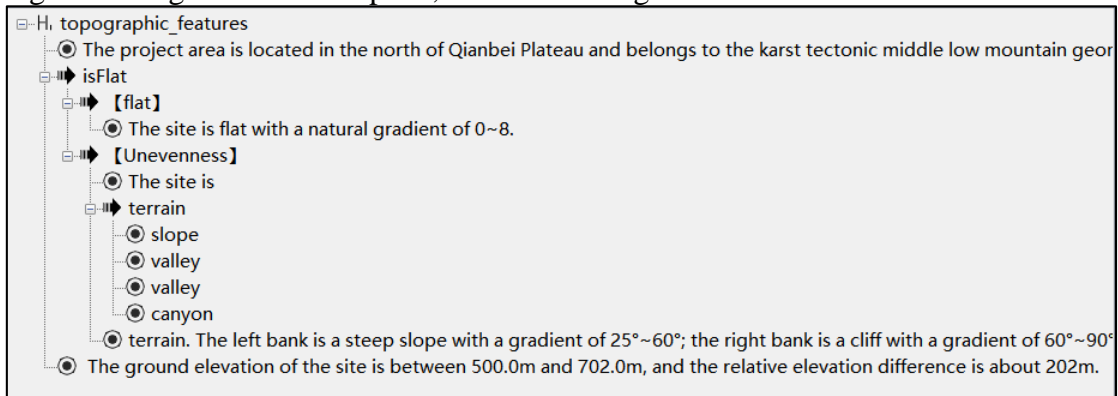 H₁ topographic_features
The project area is located in the north of Qianbei Plateau and belongs to the karst tectonic middle low mountain geor
isFlat
【flat】
The site is flat with a natural gradient of 0~8.
【Unevenness】
The site is
terrain
slope
valley
valley
canyon
terrain. The left bank is a steep slope with a gradient of 25°~60°; the right bank is a cliff with a gradient of 60°~90°
The ground elevation of the site is between 500.0m and 702.0m, and the relative elevation difference is about 202m.